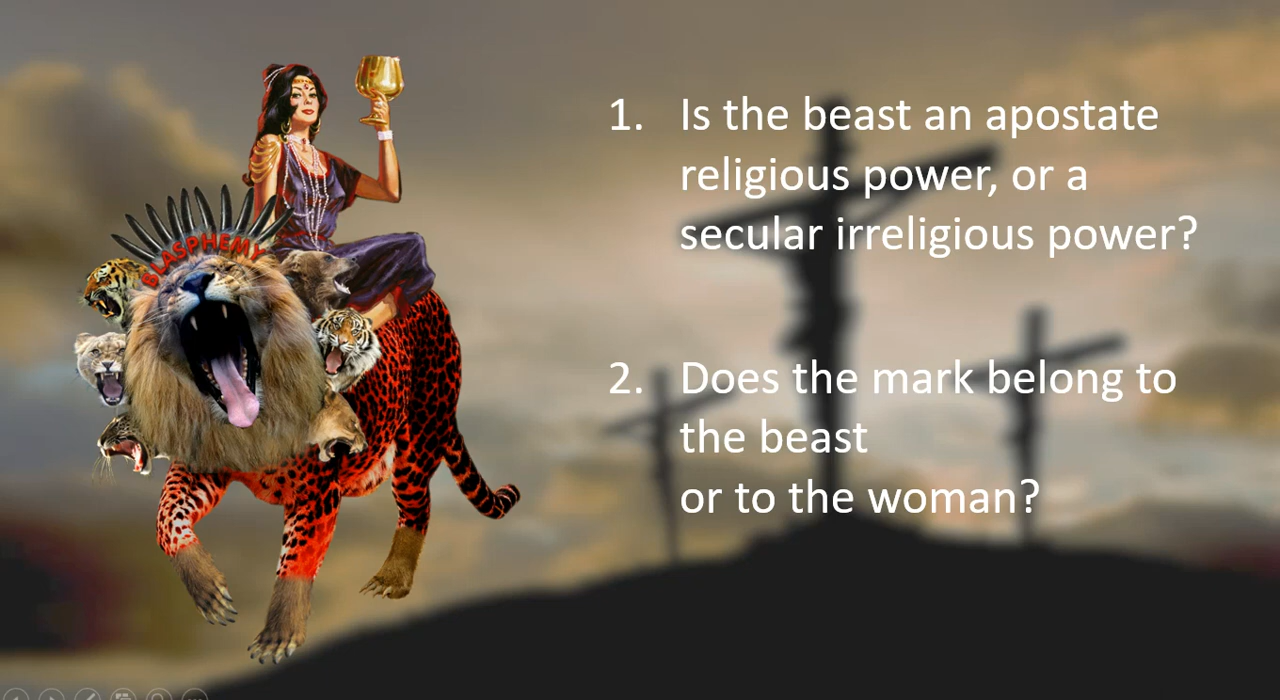 BLASPHEMY
1. Is the beast an apostate
religious power, or a
secular irreligious power?
2. Does the mark belong to
the beast
or to the woman?